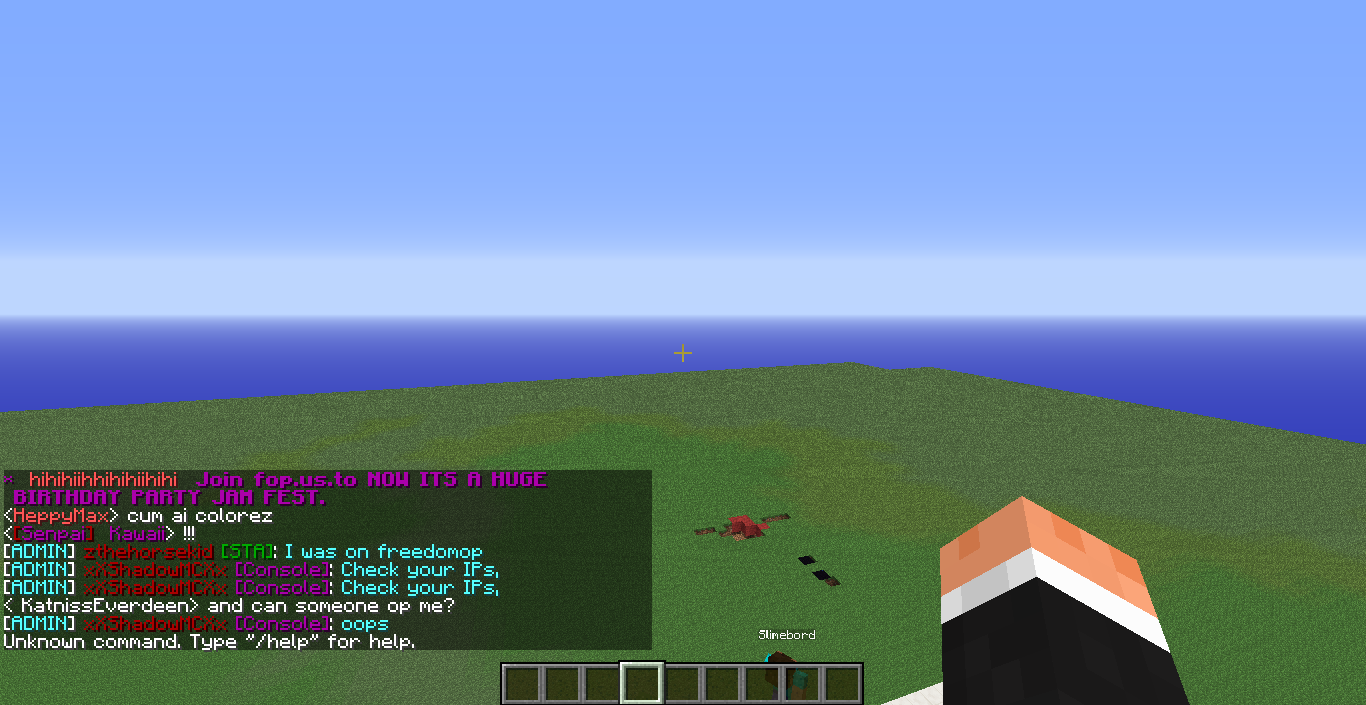 * hihihiihhihihiihihi Join fop.us.to NOW ITS A HUGE
BIRTHDAY PARTY JAM FEST.
<HeppyMax> cum ai colorez
<[Senpai] Kawaii> !!!
[ADMIN] zthehorsekid [STA]: I was on freedomop
[ADMIN] xXShadowMCXx [Console]: Check your IPs,
[ADMIN] xXShadowMCXx [Console]: Check your IPs,
< KatnissEverdeen> and can someone op me?
[ADMIN] xXShadowMCXx [Console]: oops
Unknown command. Type "/help" for help.
Slimebord